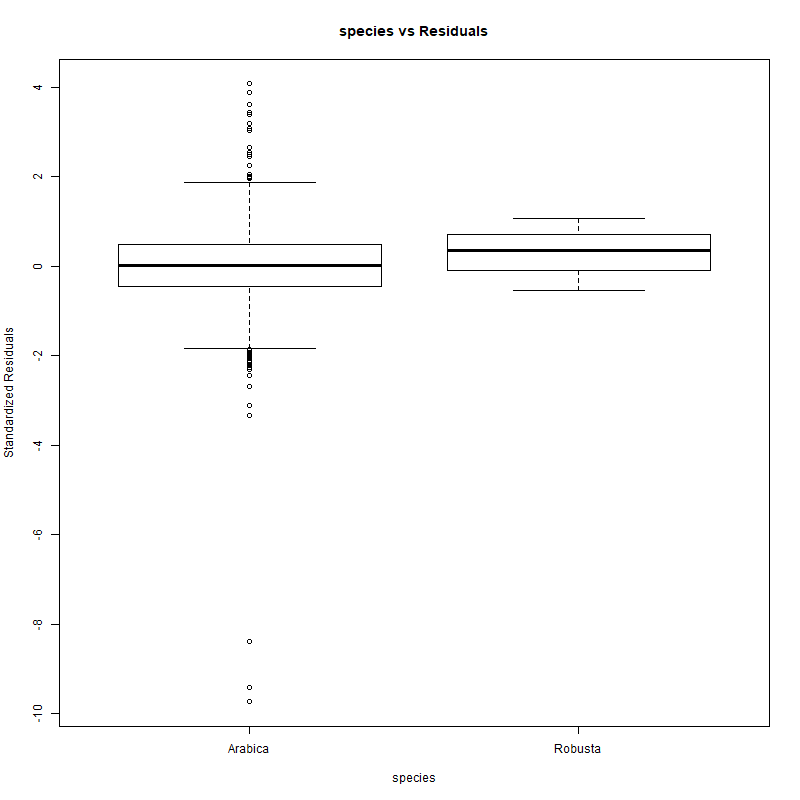 species vs Residuals
Standardized Residuals
4
2
0
-2
-4
-6
-8
-10
Arabica Robusta
species